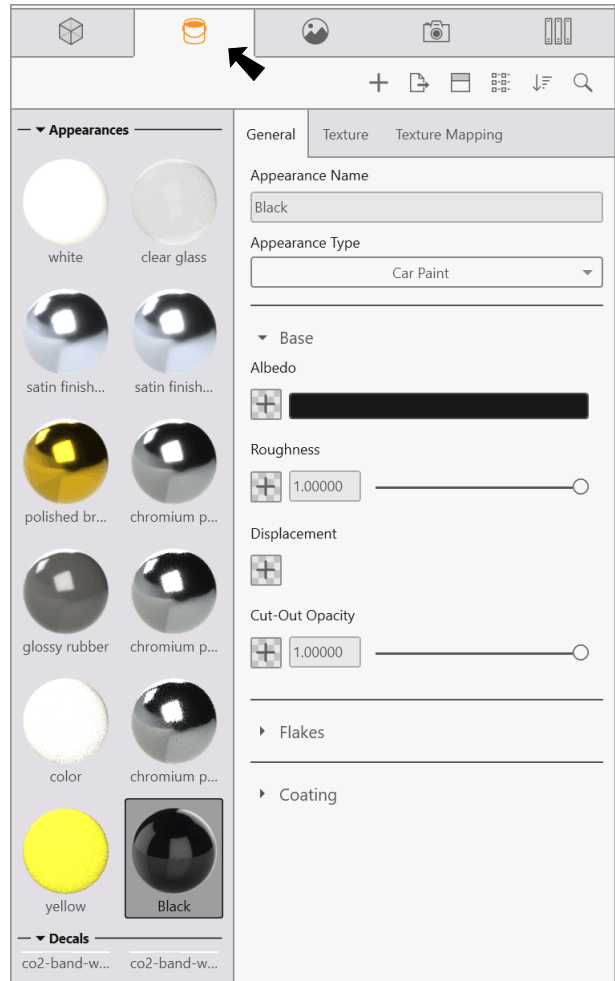 Appearances
white
clear glass
satin finish...
satin finish...
polished br...
chromium p...
glossy rubber
chromium p...
color
chromium p...
yellow
Black
Decals
co2-band-w...
co2-band-w...
General
Texture
Texture Mapping
Appearance Name
Black
Appearance Type
Car Paint
Base
Albedo
Roughness
1.00000
Displacement
Cut-Out Opacity
1.00000
Flakes
Coating